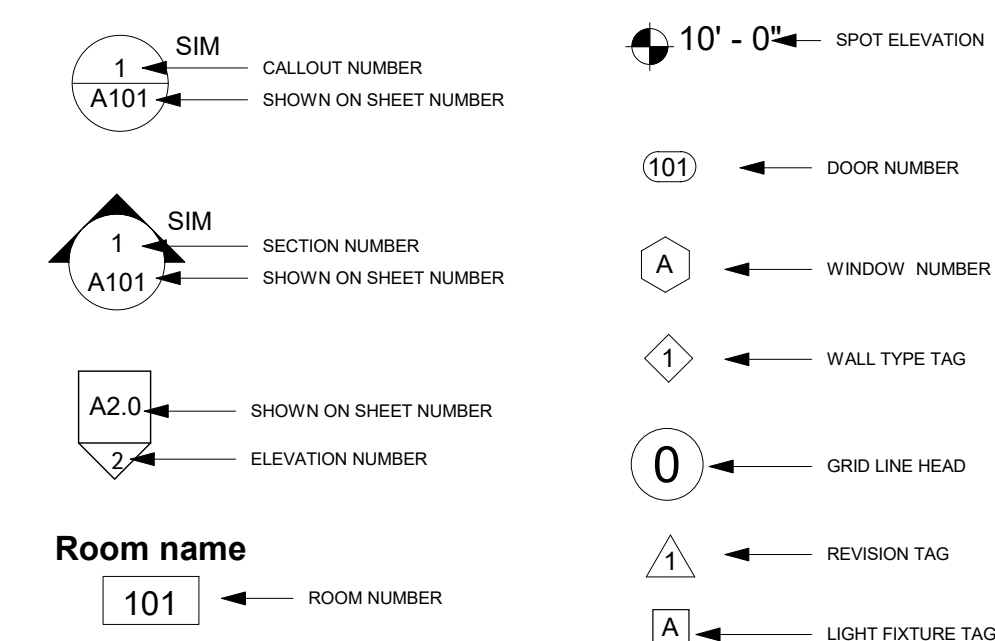 SIM
1
CALLOUT NUMBER
A101
SHOWN ON SHEET NUMBER
SIM
1
SECTION NUMBER
A101
SHOWN ON SHEET NUMBER
A2.0
SHOWN ON SHEET NUMBER
2
ELEVATION NUMBER
Room name
101
ROOM NUMBER
10' - 0"
SPOT ELEVATION
101
DOOR NUMBER
A
WINDOW NUMBER
1
WALL TYPE TAG
0
GRID LINE HEAD
1
REVISION TAG
A
LIGHT FIXTURE TAG